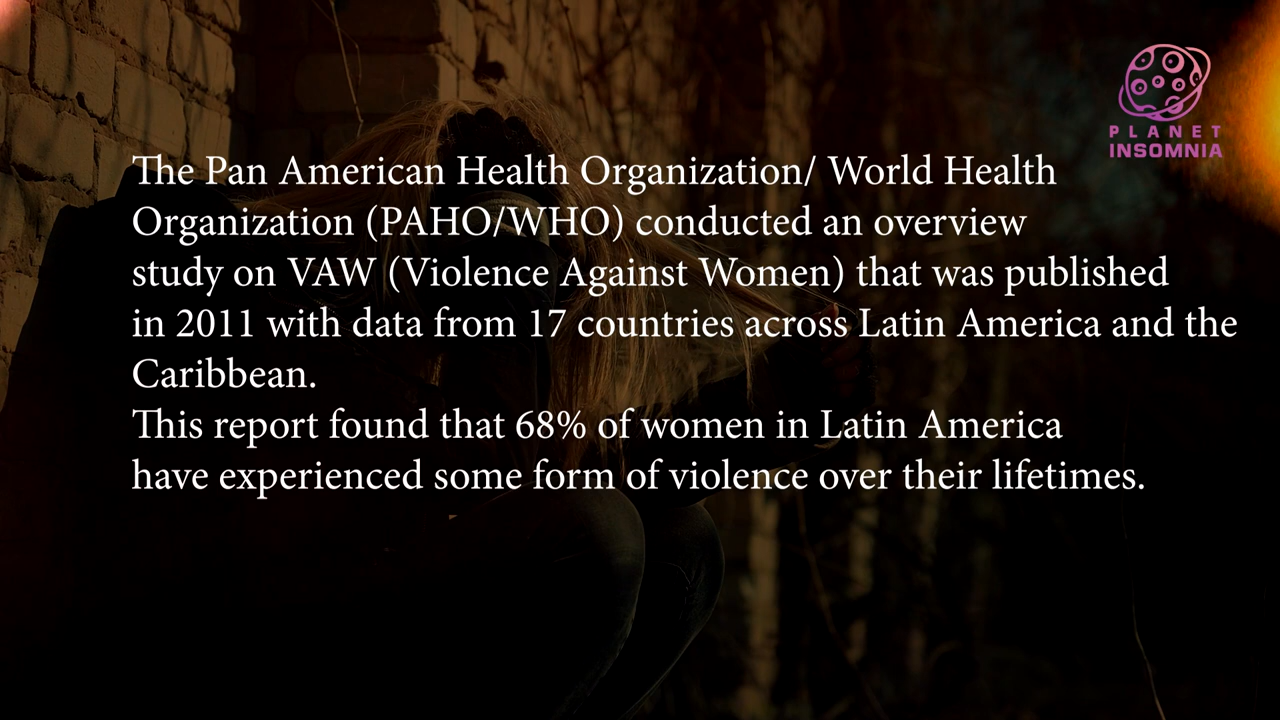 PLANET
INSOMNIA
The Pan American Health Organization/ World Health
Organization (PAHO/WHO) conducted an overview
study on VAW (Violence Against Women) that was published
in 2011 with data from 17 countries across Latin America and the
Caribbean.
This report found that 68% of women in Latin America
have experienced some form of violence over their lifetimes.